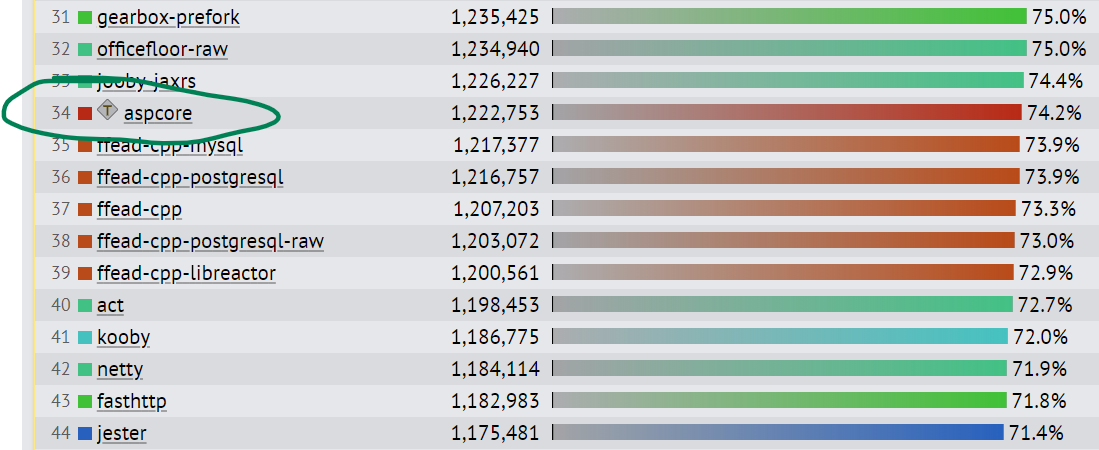 31 gearbox-prefork 1,235,425 75.0%
32 officefloor-raw 1,234,940 75.0%
33 jooby-jaxrs 1,226,227 74.4%
34 T aspcore 1,222,753 74.2%
35 ffead-cpp-mysql 1,217,377 73.9%
36 ffead-cpp-postgresql 1,216,757 73.9%
37 ffead-cpp 1,207,203 73.3%
38 ffead-cpp-postgresql-raw 1,203,072 73.0%
39 ffead-cpp-libreactor 1,200,561 72.9%
40 act 1,198,453 72.7%
41 kooby 1,186,775 72.0%
42 netty 1,184,114 71.9%
43 fasthttp 1,182,983 71.8%
44 jester 1,175,481 71.4%